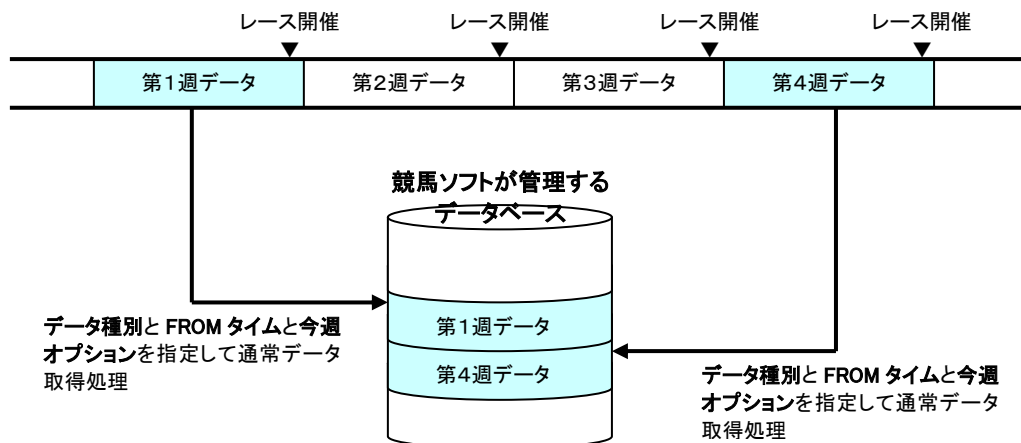 レース開催
レース開催
レース開催
レース開催
第1週データ
第2週データ
第3週データ
第4週データ
競馬ソフトが管理する
データベース
第1週データ
第4週データ
データ種別と FROM タイムと今週
オプションを指定して通常データ
取得処理
データ種別と FROM タイムと今週
オプションを指定して通常データ
取得処理